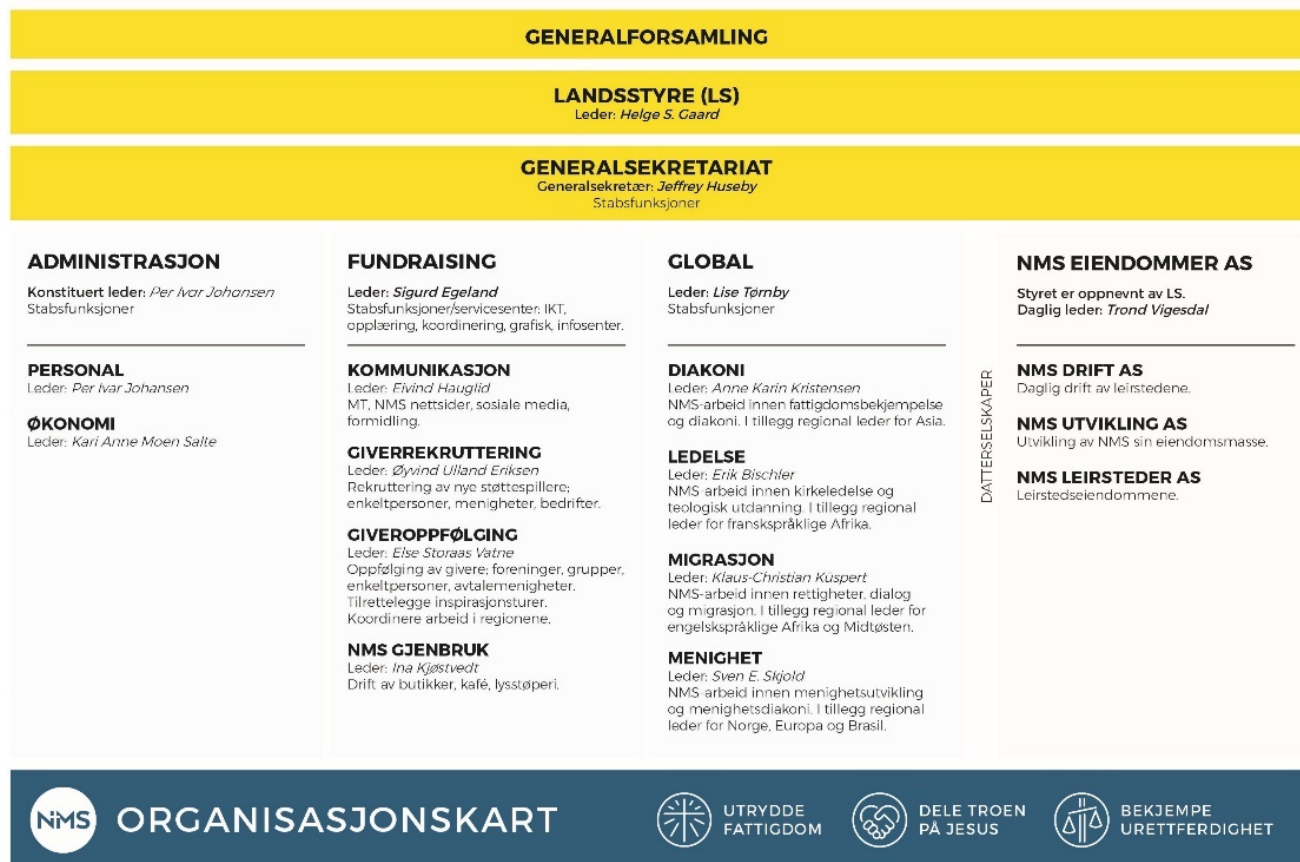 GENERALFORSAMLING
LANDSSTYRE (LS)
Leder: Helge S. Gaard
GENERALSEKRETARIAT
Generalsekretær: Jeffrey Huseby
Stabsfunksjoner
ADMINISTRASJON
Konstituert leder: Per Ivar Johansen
Stabsfunksjoner
PERSONAL
Leder: Per Ivar Johansen
ØKONOMI
Leder: Kari Anne Moen Salte
FUNDRAISING
Leder: Sigurd Egeland
Stabsfunksjoner/servicesenter: IKT,
opplæring, koordinering, grafisk, infosenter.
KOMMUNIKASJON
Leder: Eivind Hauglid
MT, NMS nettsider, sosiale media,
formidling.
GIVERREKRUTTERING
Leder: Øyvind Ulland Eriksen
Rekruttering av nye støttespillere;
enkeltpersoner, menigheter, bedrifter.
GIVEROPPFØLGING
Leder: Else Storaas Vatne
Oppfølging av givere; foreninger, grupper,
enkeltpersoner, avtalemenigheter.
Tilrettelegge inspirasjonsturer.
Koordinere arbeid i regionene.
NMS GJENBRUK
Leder: Ina Kjøstvedt
Drift av butikker, kafé, lysstøperi.
GLOBAL
Leder: Lise Tørnby
Stabsfunksjoner
DIAKONI
Leder: Anne Karin Kristensen
NMS-arbeid innen fattigdomsbekjempelse
og diakoni. I tillegg regional leder for Asia.
LEDELSE
Leder: Erik Bischler
NMS-arbeid innen kirkeledelse og
teologisk utdanning. I tillegg regional
leder for franskspråklige Afrika.
MIGRASJON
Leder: Klaus-Christian Küspert
NMS-arbeid innen rettigheter, dialog
og migrasjon. I tillegg regional leder for
engelskspråklige Afrika og Midtøsten.
MENIGHET
Leder: Sven E. Skjold
NMS-arbeid innen menighetsutvikling
og menighetsdiakoni. I tillegg regional
leder for Norge, Europa og Brasil.
DATTERSELSKAPER
NMS EIENDOMMER AS
Styret er oppnevnt av LS.
Daglig leder: Trond Vigesdal
NMS DRIFT AS
Daglig drift av leirstedene.
NMS UTVIKLING AS
Utvikling av NMS sin eiendomsmasse.
NMS LEIRSTEDER AS
Leirstedseiendommene.
NMS
ORGANISASJONSKART
UTRYDDE
FATTIGDOM
DELE TROEN
PÅ JESUS
BEKJEMPE
URETTFERDIGHET